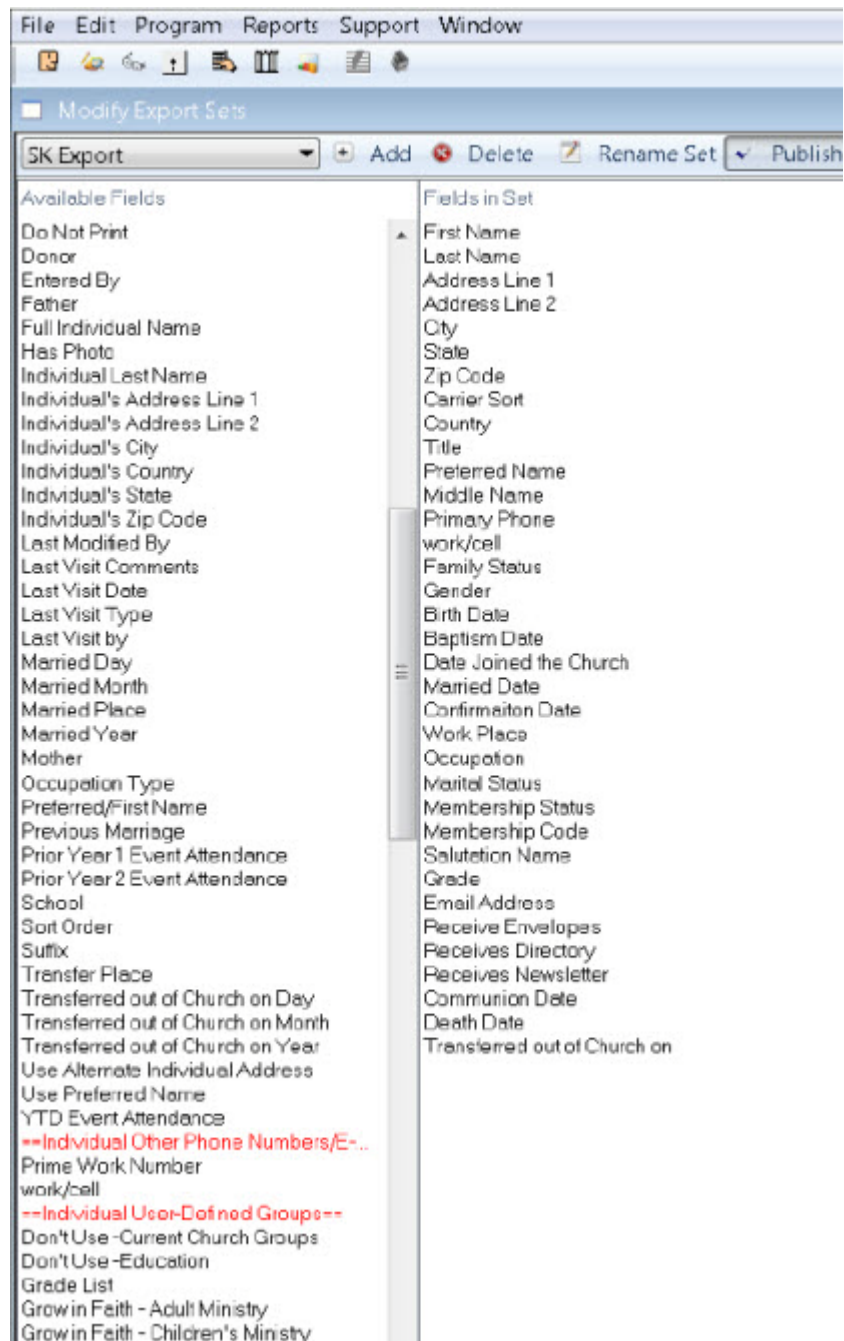 File Edit Program Reports Support Window
Modify Export Sets
SK Export Add Delete Rename Set Publish
Available Fields
Do Not Print
Donor
Entered By
Father
Full Individual Name
Has Photo
Individual Last Name
Individual's Address Line 1
Individual's Address Line 2
Individual's City
Individual's Country
Individual's State
Individual's Zip Code
Last Modified By
Last Visit Comments
Last Visit Date
Last Visit Type
Last Visit by
Married Day
Married Month
Married Place
Married Year
Mother
Occupation Type
Preferred/First Name
Previous Marriage
Prior Year 1 Event Attendance
Prior Year 2 Event Attendance
School
Sort Order
Suffix
Transfer Place
Transferred out of Church on Day
Transferred out of Church on Month
Transferred out of Church on Year
Use Alternate Individual Address
Use Preferred Name
YTD Event Attendance
==Individual Other Phone Numbers/E-...
Prime Work Number
work/cell
==Individual User-Defined Groups==
Don't Use -Current Church Groups
Don't Use -Education
Grade List
Grow in Faith - Adult Ministry
Grow in Faith - Children's Ministry
Fields in Set
First Name
Last Name
Address Line 1
Address Line 2
City
State
Zip Code
Carrier Sort
Country
Title
Preferred Name
Middle Name
Primary Phone
work/cell
Family Status
Gender
Birth Date
Baptism Date
Date Joined the Church
Married Date
Confirmaiton Date
Work Place
Occupation
Marital Status
Membership Status
Membership Code
Salutation Name
Grade
Email Address
Receive Envelopes
Receives Directory
Receives Newsletter
Communion Date
Death Date
Transferred out of Church on